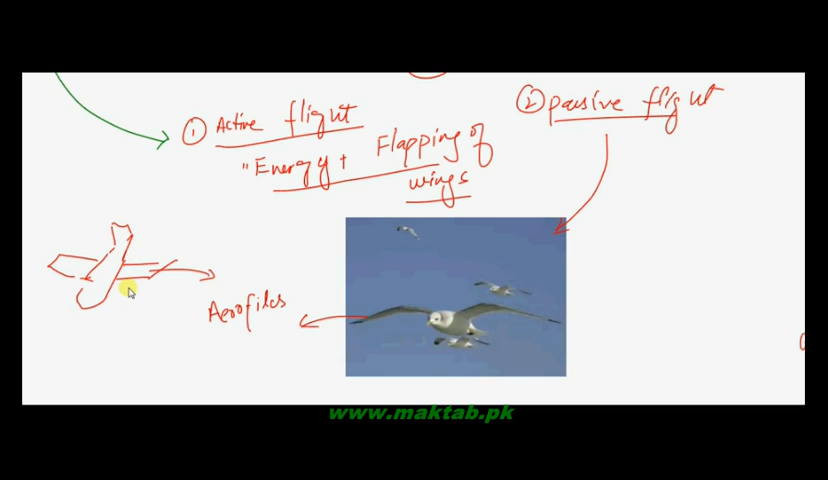 ① Active flight
② passive flight
"Energy + Flapping of
wings
Aerofiles
www.maktab.pk